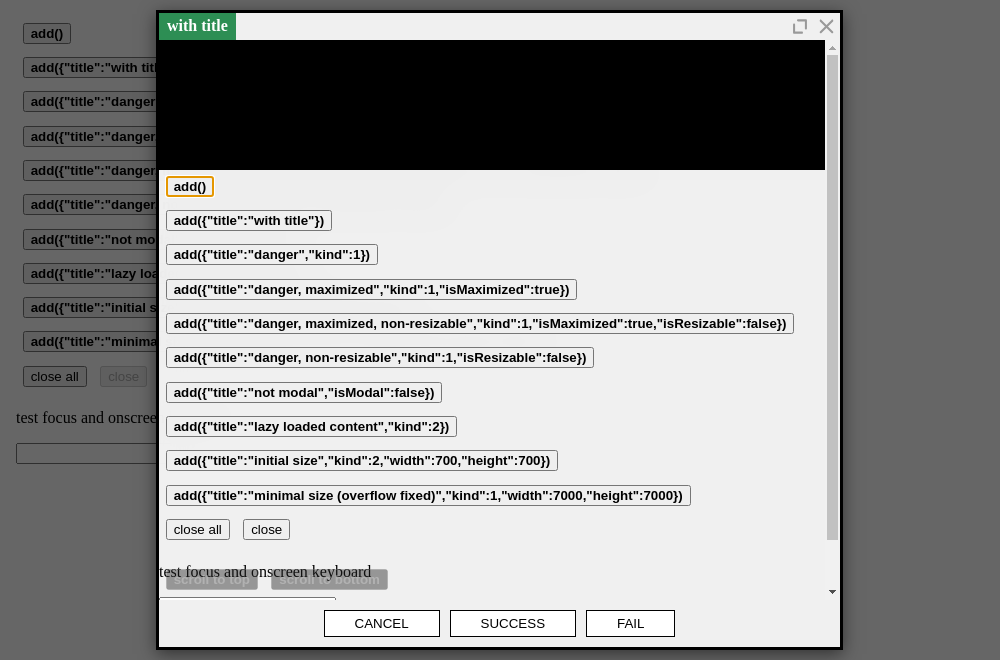 with title
add()
add({"title":"with titl
add({"title":"danger
add({"title":"danger
add({"title":"danger
add({"title":"danger
add({"title":"not mo
add({"title":"lazy loa
add({"title":"initial s
add({"title":"minima
close all close
test focus and onscree
add()
add({"title":"with title"})
add({"title":"danger","kind":1})
add({"title":"danger, maximized","kind":1,"isMaximized":true})
add({"title":"danger, maximized, non-resizable","kind":1,"isMaximized":true,"isResizable":false})
add({"title":"danger, non-resizable","kind":1,"isResizable":false})
add({"title":"not modal","isModal":false})
add({"title":"lazy loaded content","kind":2})
add({"title":"initial size","kind":2,"width":700,"height":700})
add({"title":"minimal size (overflow fixed)","kind":1,"width":7000,"height":7000})
close all close
test focus and onscreen keyboard
scroll to top scroll to bottom
CANCEL SUCCESS FAIL